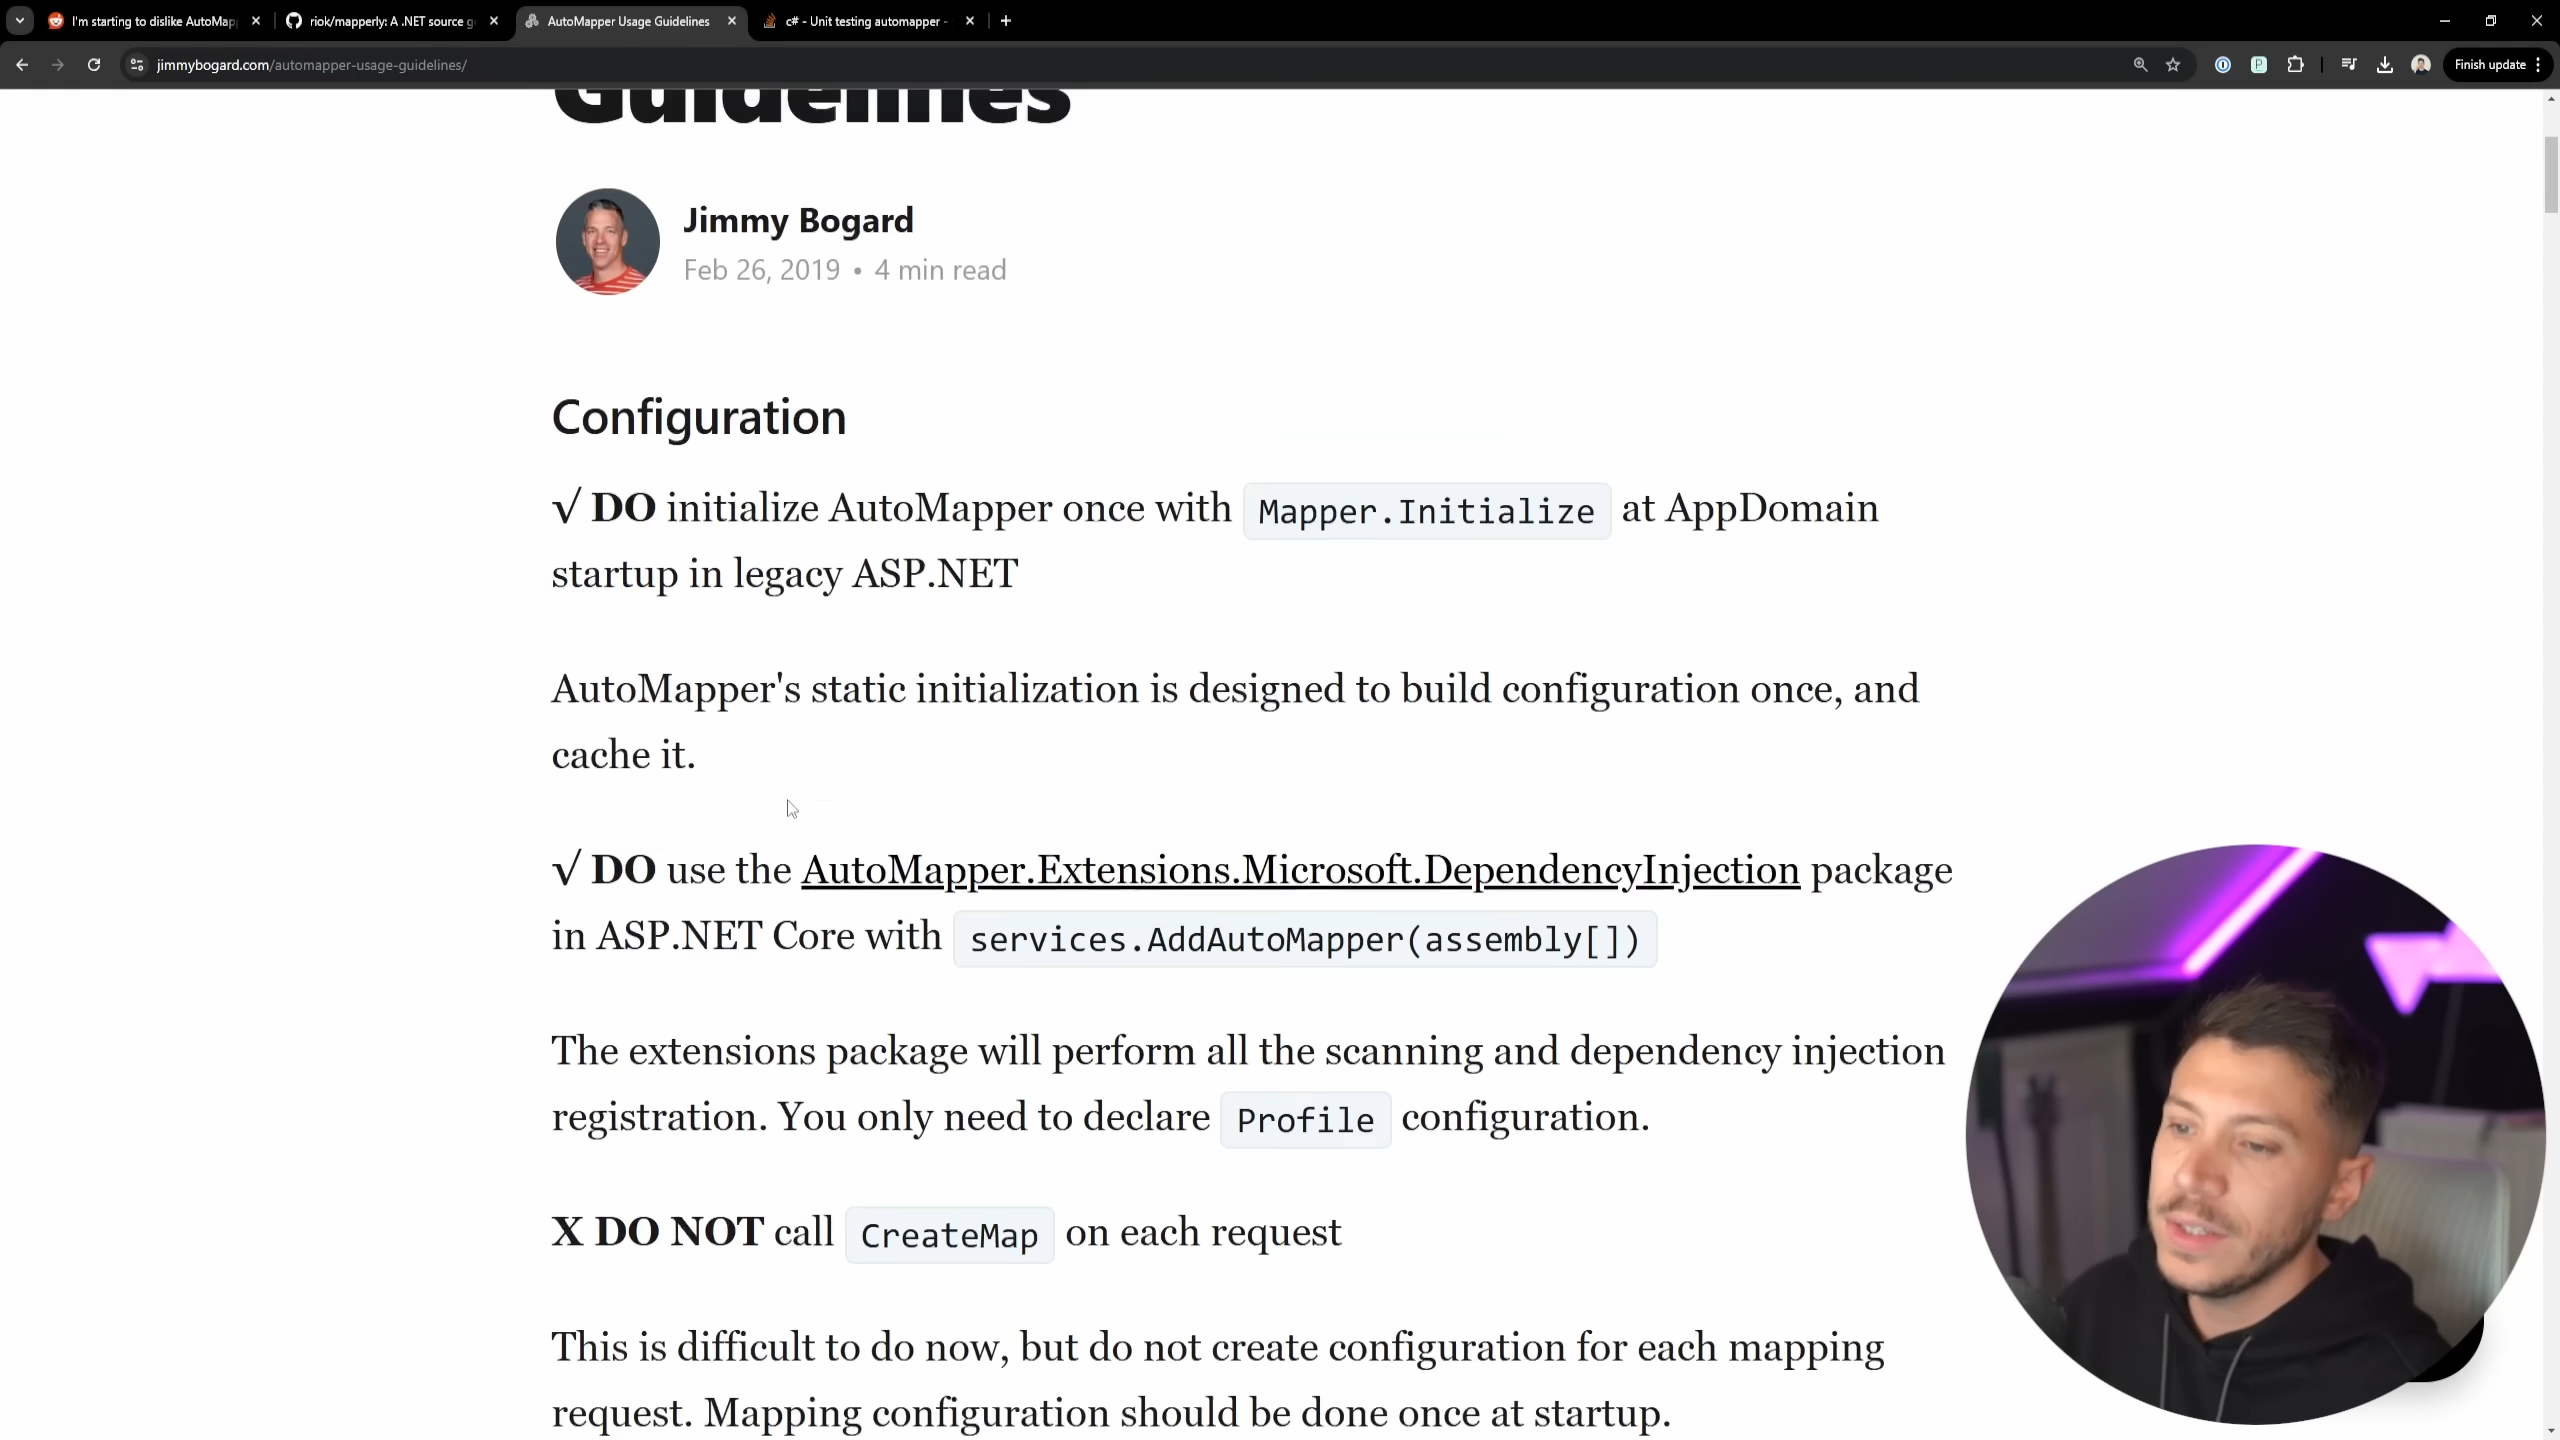 I'm starting to dislike AutoMap
riok/mapperly: A .NET source g
AutoMapper Usage Guidelines
c# - Unit testing automapper -
jimmybogard.com/automapper-usage-guidelines/
Finish update
Guidelines
Jimmy Bogard
Feb 26, 2019 • 4 min read
Configuration
√ DO initialize AutoMapper once with Mapper.Initialize at AppDomain
startup in legacy ASP.NET
AutoMapper's static initialization is designed to build configuration once, and
cache it.
√ DO use the AutoMapper.Extensions.Microsoft.DependencyInjection package
in ASP.NET Core with services.AddAutoMapper(assembly[])
The extensions package will perform all the scanning and dependency injection
registration. You only need to declare Profile configuration.
X DO NOT call CreateMap on each request
This is difficult to do now, but do not create configuration for each mapping
request. Mapping configuration should be done once at startup.